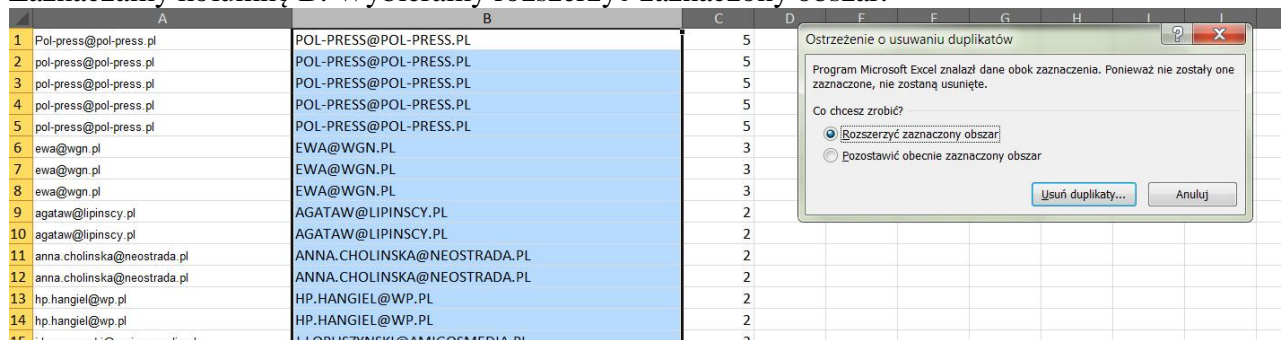 Zaznaczamy kolumnę B. Wybieramy rozszerzyć zaznaczony obszar.
A B C D E F G H I J
1 Pol-press@pol-press.pl POL-PRESS@POL-PRESS.PL 5
2 pol-press@pol-press.pl POL-PRESS@POL-PRESS.PL 5
3 pol-press@pol-press.pl POL-PRESS@POL-PRESS.PL 5
4 pol-press@pol-press.pl POL-PRESS@POL-PRESS.PL 5
5 pol-press@pol-press.pl POL-PRESS@POL-PRESS.PL 5
6 ewa@wgn.pl EWA@WGN.PL 3
7 ewa@wgn.pl EWA@WGN.PL 3
8 ewa@wgn.pl EWA@WGN.PL 3
9 agataw@lipinscy.pl AGATAW@LIPINSCY.PL 2
10 agataw@lipinscy.pl AGATAW@LIPINSCY.PL 2
11 anna.cholinska@neostrada.pl ANNA.CHOLINSKA@NEOSTRADA.PL 2
12 anna.cholinska@neostrada.pl ANNA.CHOLINSKA@NEOSTRADA.PL 2
13 hp.hangiel@wp.pl HP.HANGIEL@WP.PL 2
14 hp.hangiel@wp.pl HP.HANGIEL@WP.PL 2
15
Ostrzeżenie o usuwaniu duplikatów
Program Microsoft Excel znalazł dane obok zaznaczenia. Ponieważ nie zostały one
zaznaczone, nie zostaną usunięte.
Co chcesz zrobić?
Rozszerzyć zaznaczony obszar
Pozostawić obecnie zaznaczony obszar
Usuń duplikaty... Anuluj